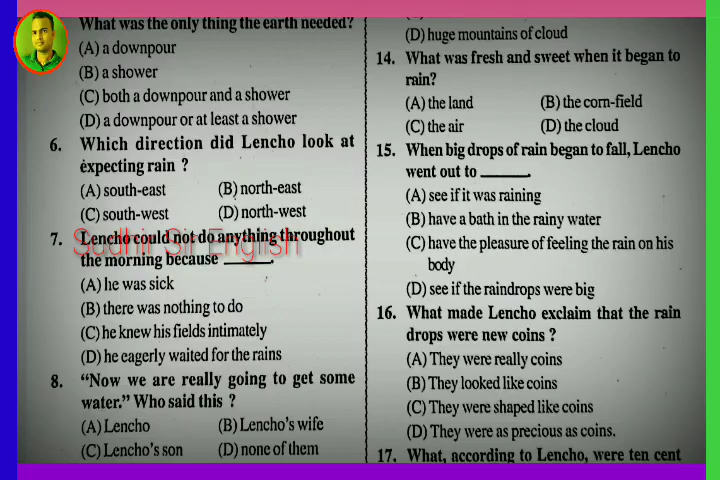 What was the only thing the earth needed?
(A) a downpour
(B) a shower
(C) both a downpour and a shower
(D) a downpour or at least a shower
6. Which direction did Lencho look at
expecting rain ?
(A) south-east (B) north-east
(C) south-west (D) north-west
7. Lencho could not do anything throughout
the morning because ______.
(A) he was sick
(B) there was nothing to do
(C) he knew his fields intimately
(D) he eagerly waited for the rains
8. “Now we are really going to get some
water.” Who said this ?
(A) Lencho (B) Lencho’s wife
(C) Lencho’s son (D) none of them
(D) huge mountains of cloud
14. What was fresh and sweet when it began to
rain?
(A) the land (B) the corn-field
(C) the air (D) the cloud
15. When big drops of rain began to fall, Lencho
went out to ______.
(A) see if it was raining
(B) have a bath in the rainy water
(C) have the pleasure of feeling the rain on his
body
(D) see if the raindrops were big
16. What made Lencho exclaim that the rain
drops were new coins ?
(A) They were really coins
(B) They looked like coins
(C) They were shaped like coins
(D) They were as precious as coins.
17. What, according to Lencho, were ten cent
Sudhir Sir English